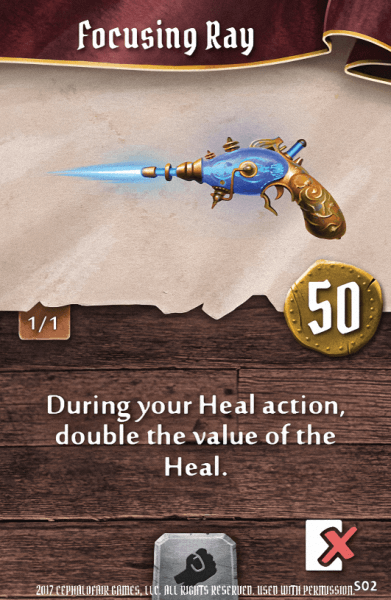 Focusing Ray
50
1/1
During your Heal action,
double the value of the
Heal.
2017 CEPHALOFAIR GAMES, LLC. ALL RIGHTS RESERVED. USED WITH PERMISSION. S02